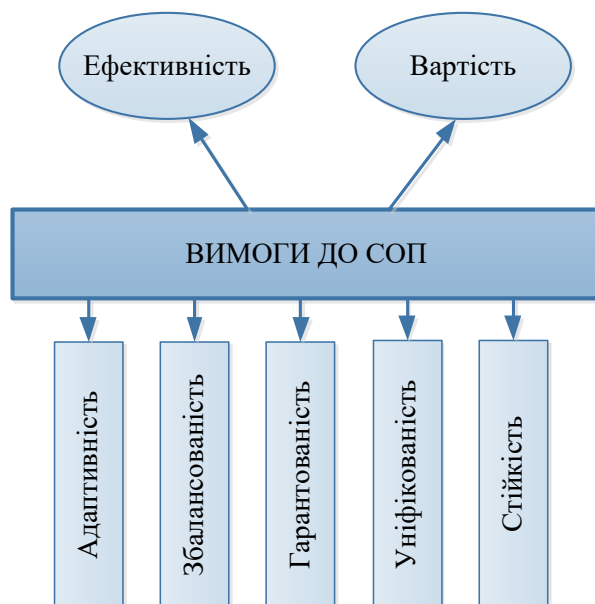 Ефективність
Вартість
ВИМОГИ ДО СОП
Адаптивність
Збалансованість
Гарантованість
Уніфікованість
Стійкість